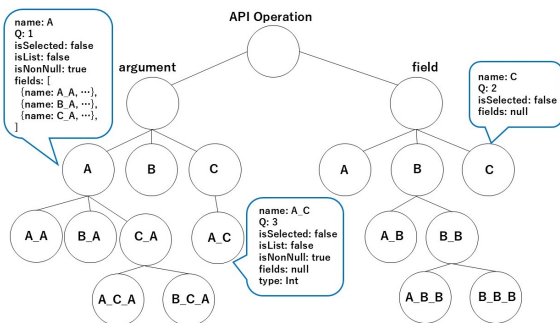 API Operation
name: A
Q: 1
isSelected: false
isList: false
isNonNull: true
fields: [
{name: A_A, ···},
{name: B_A, ···},
{name: C_A, ···},
]
argument
field
name: C
Q: 2
isSelected: false
fields: null
A
B
C
A
B
C
A_A
B_A
C_A
A_C
name: A_C
Q: 3
isSelected: false
isList: false
isNonNull: true
fields: null
type: Int
A_B
B_B
A_C_A
B_C_A
A_B_B
B_B_B